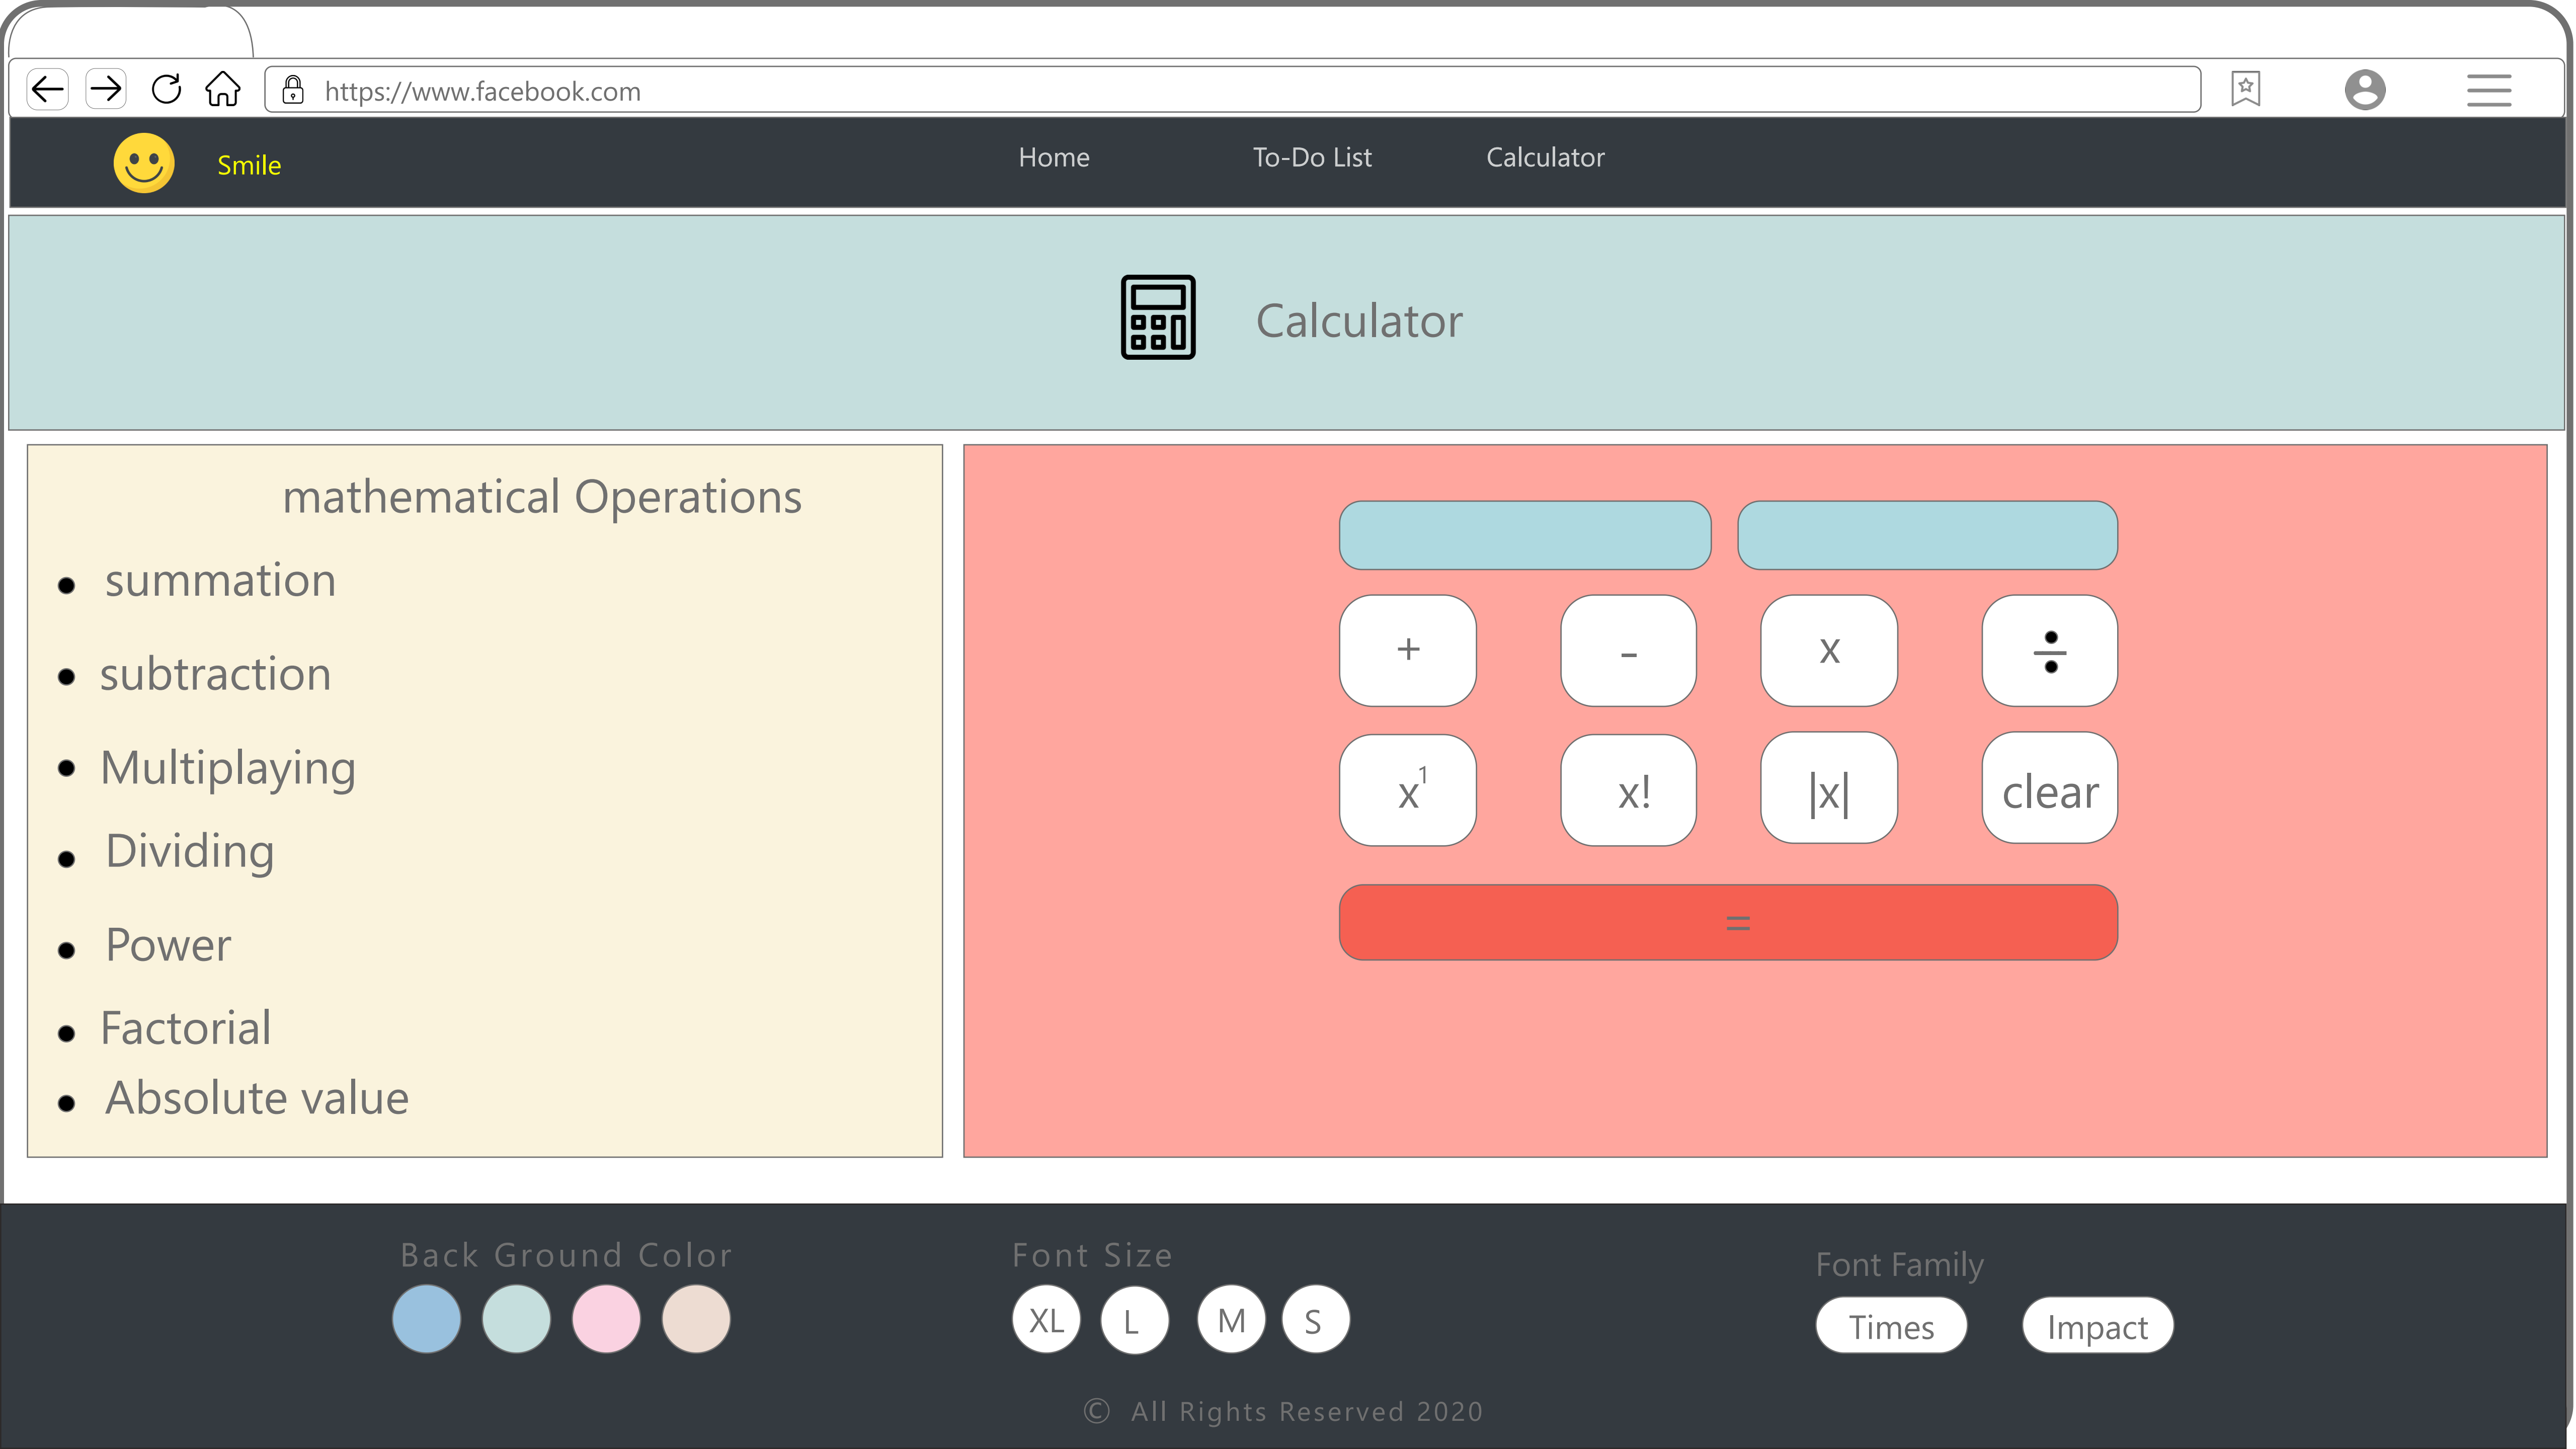 https://www.facebook.com
Smile
Home To-Do List Calculator
Calculator
mathematical Operations
summation
subtraction
Multiplaying
Dividing
Power
Factorial
Absolute value
+ - x ÷
x¹ x! |x| clear
=
Back Ground Color
Font Size
XL L M S
Font Family
Times Impact
© All Rights Reserved 2020